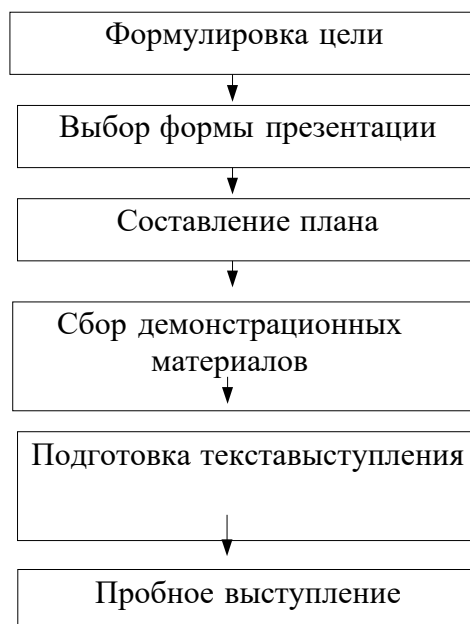 Формулировка цели
Выбор формы презентации
Составление плана
Сбор демонстрационных
материалов
Подготовка текставыступления
Пробное выступление